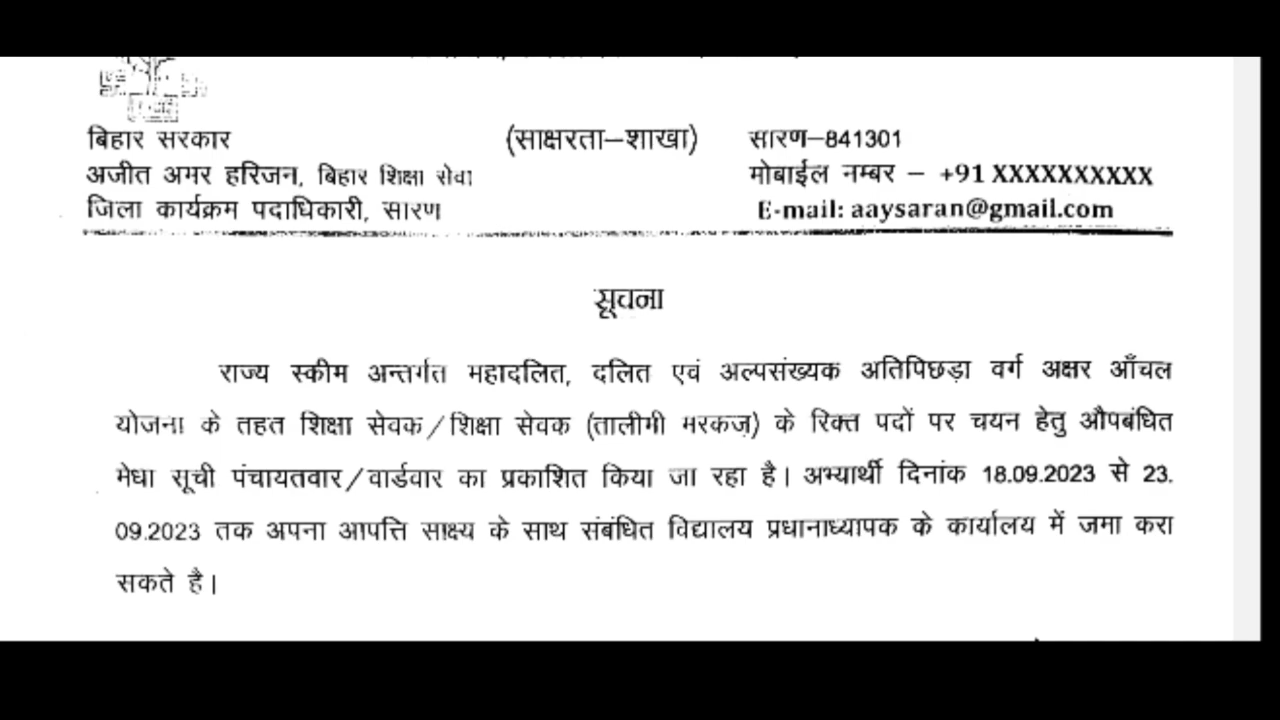 बिहार सरकार
(साक्षरता–शाखा)
सारण–841301
अजीत अमर हरिजन, बिहार शिक्षा सेवा
मोबाईल नम्बर – +91 XXXXXXXXXX
जिला कार्यक्रम पदाधिकारी, सारण
E-mail: aaysaran@gmail.com
सूचना
राज्य स्कीम अन्तर्गत महादलित, दलित एवं अल्पसंख्यक अतिपिछड़ा वर्ग अक्षर आँचल
योजना के तहत शिक्षा सेवक/शिक्षा सेवक (तालीमी मरकज़) के रिक्त पदों पर चयन हेतु औपबंधित
मेधा सूची पंचायतवार/वार्डवार का प्रकाशित किया जा रहा है। अभ्यार्थी दिनांक 18.09.2023 से 23.
09.2023 तक अपना आपत्ति साक्ष्य के साथ संबंधित विद्यालय प्रधानाध्यापक के कार्यालय में जमा करा
सकते है।